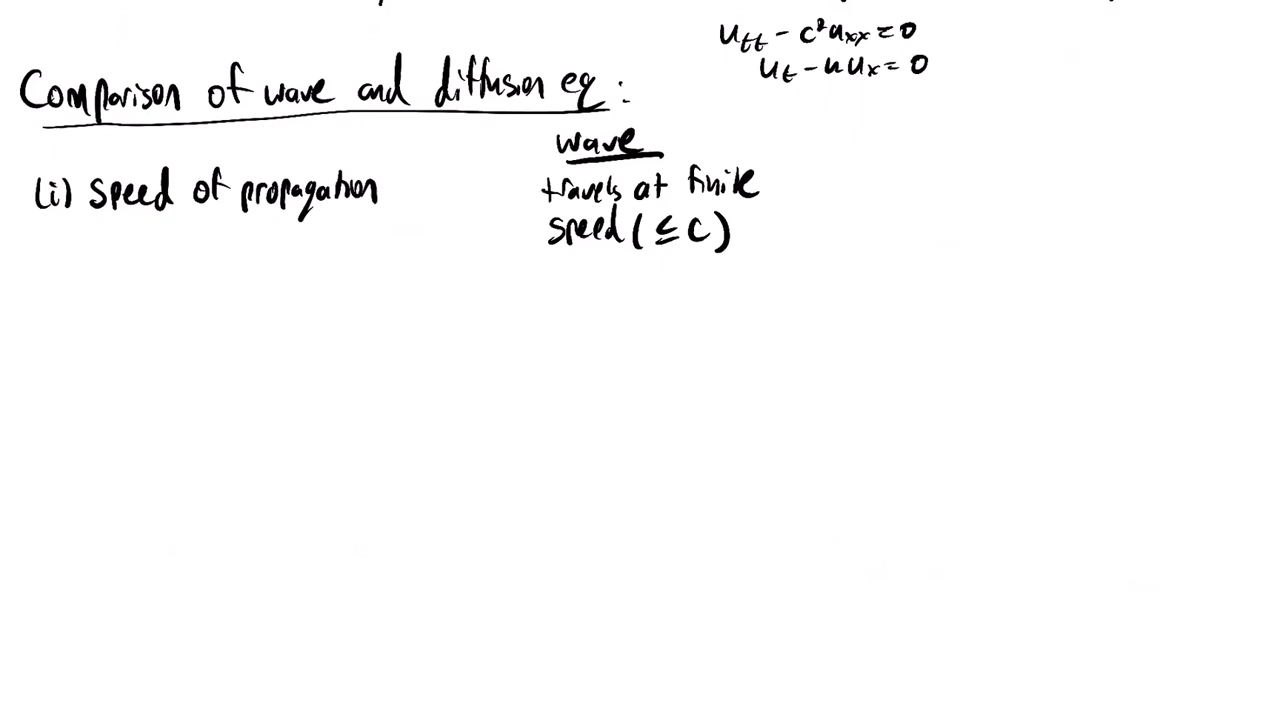 u_tt - c²u_xx = 0
u_t - u u_x = 0
Comparison of wave and diffusion eq:
wave
(i) speed of propagation
travels at finite
speed (≤ c)